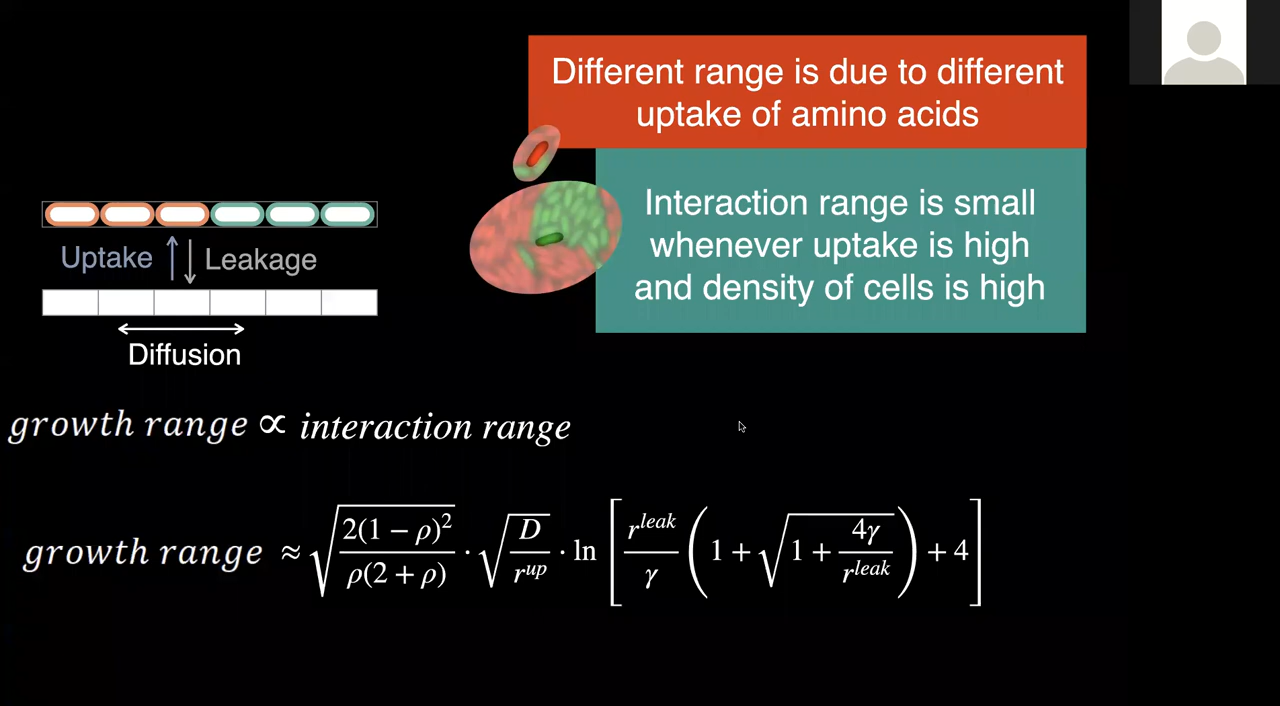 Different range is due to different
uptake of amino acids
Interaction range is small
whenever uptake is high
and density of cells is high
Uptake
Leakage
Diffusion
growth range ∝ interaction range
growth range ≈ √(2(1 − ρ)² / ρ(2 + ρ)) · √(D / r^up) · ln [ r^leak / γ ( 1 + √(1 + 4γ / r^leak) ) + 4 ]